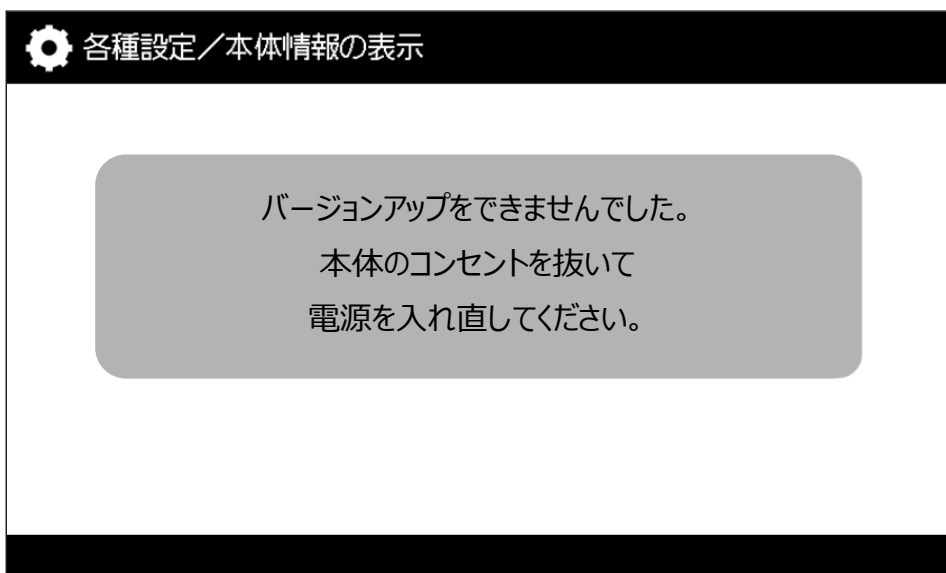 各種設定／本体情報の表示
バージョンアップをできませんでした。
本体のコンセントを抜いて
電源を入れ直してください。